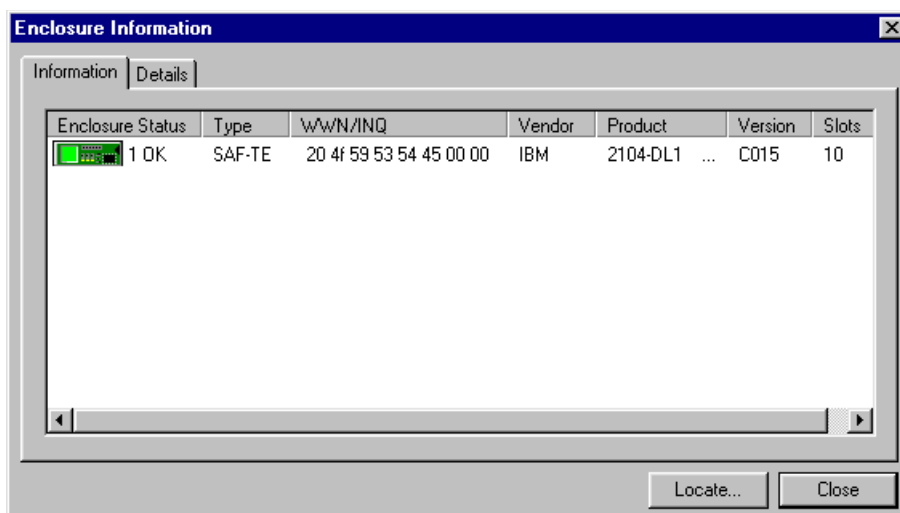 Enclosure Information
Information Details
Enclosure Status Type WWN/INQ Vendor Product Version Slots
1 OK SAF-TE 20 4f 59 53 54 45 00 00 IBM 2104-DL1 ... C015 10
Locate... Close